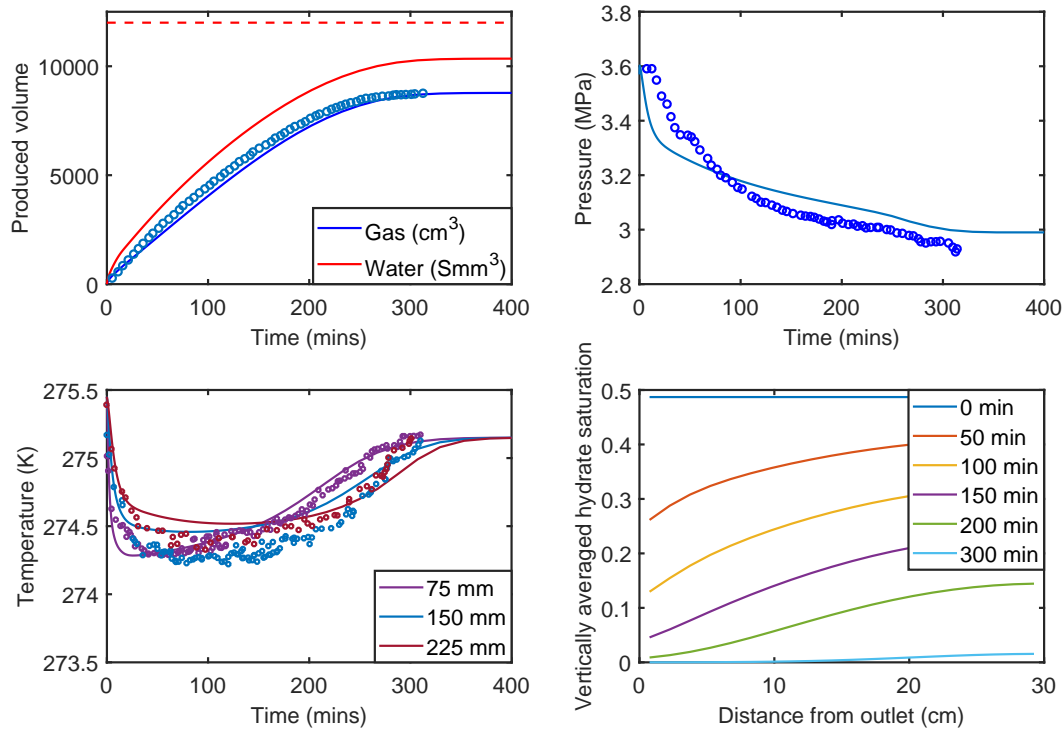 Produced volume
10000
5000
0
0
100
200
300
400
Time (mins)
Gas (cm³)
Water (Smm³)
Pressure (MPa)
3.8
3.6
3.4
3.2
3
2.8
0
100
200
300
400
Time (mins)
Temperature (K)
275.5
275
274.5
274
273.5
0
100
200
300
400
Time (mins)
75 mm
150 mm
225 mm
Vertically averaged hydrate saturation
0.5
0.4
0.3
0.2
0.1
0
0
10
20
30
Distance from outlet (cm)
0 min
50 min
100 min
150 min
200 min
300 min